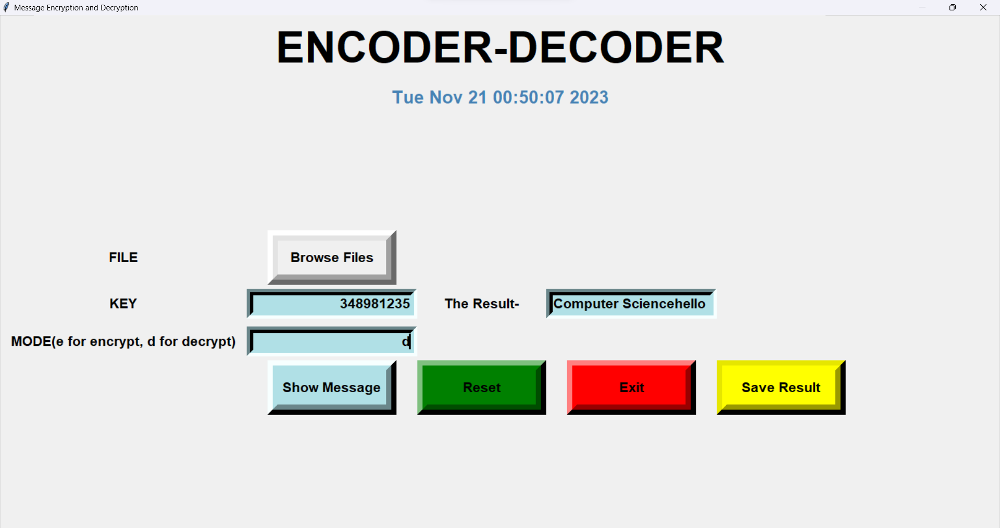 Message Encryption and Decryption
ENCODER-DECODER
Tue Nov 21 00:50:07 2023
FILE
Browse Files
KEY
348981235
The Result-
Computer Sciencehello
MODE(e for encrypt, d for decrypt)
d
Show Message
Reset
Exit
Save Result